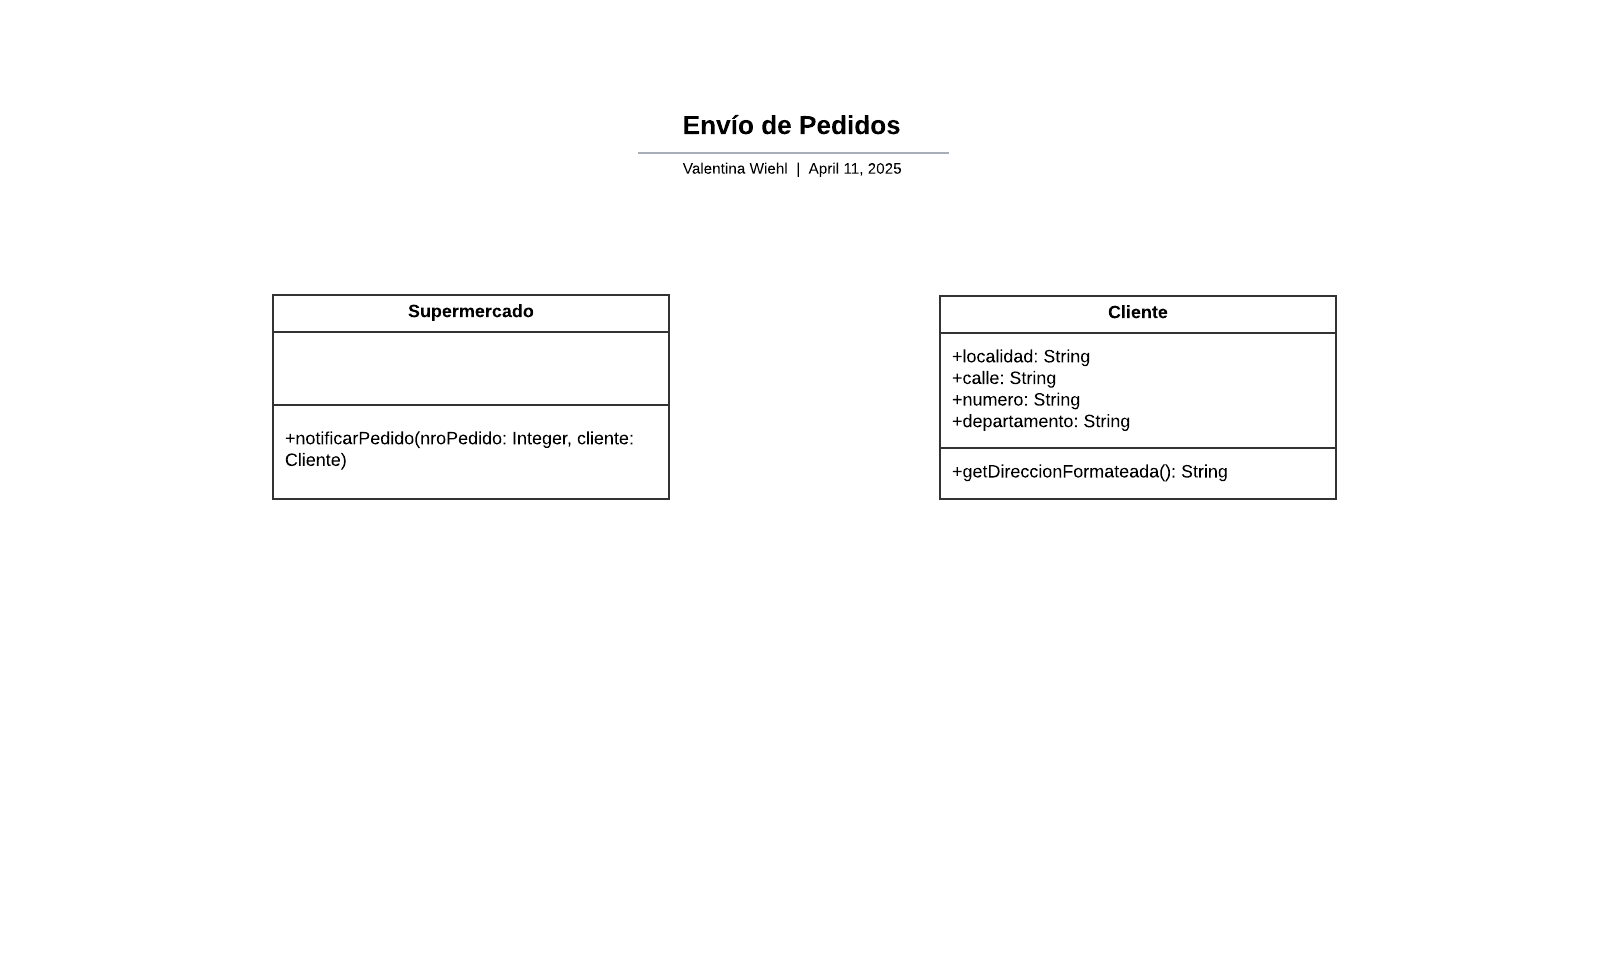 Envío de Pedidos
Valentina Wiehl | April 11, 2025
Supermercado
+notificarPedido(nroPedido: Integer, cliente:
Cliente)
Cliente
+localidad: String
+calle: String
+numero: String
+departamento: String
+getDireccionFormateada(): String